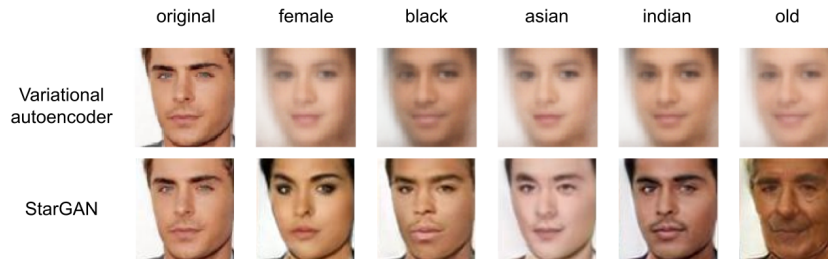 original female black asian indian old
Variational
autoencoder
StarGAN